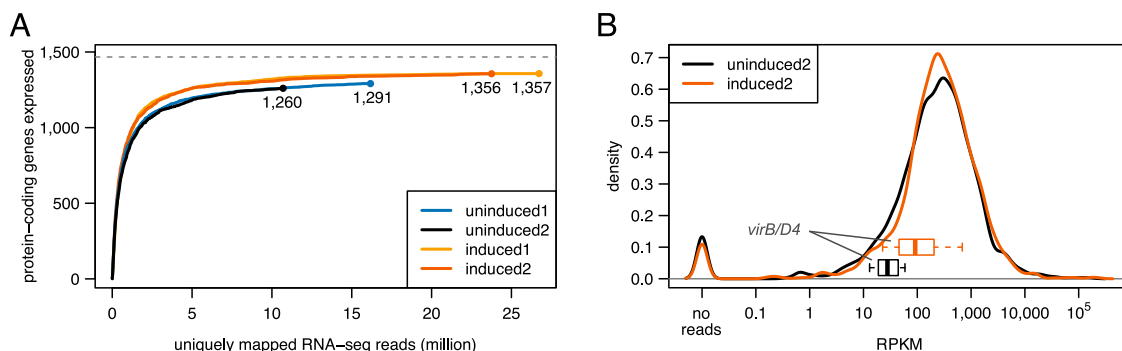 A
1,500
1,000
500
0
protein−coding genes expressed
1,260
1,291
1,356
1,357
uninduced1
uninduced2
induced1
induced2
0
5
10
15
20
25
uniquely mapped RNA−seq reads (million)
B
0.7
0.6
0.5
0.4
0.3
0.2
0.1
0.0
density
uninduced2
induced2
virB/D4
no reads
0.1
1
10
100
1,000
10,000
10⁵
RPKM